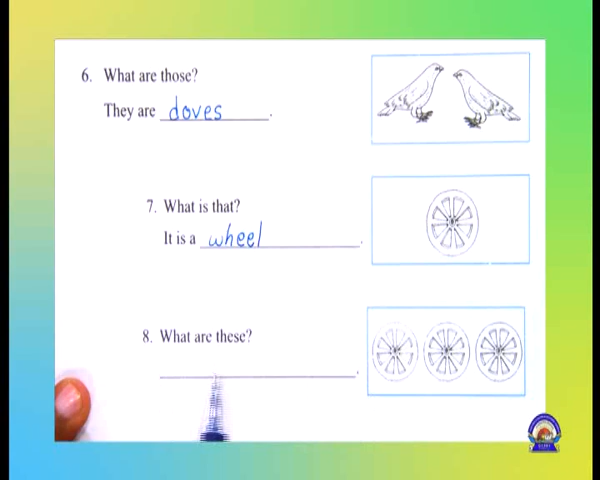 6. What are those?
They are doves.
7. What is that?
It is a wheel.
8. What are these?